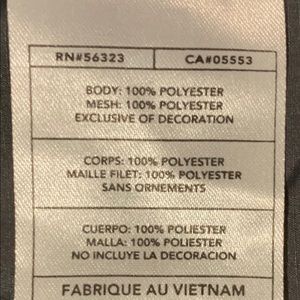 RN#56323 CA#05553
BODY: 100% POLYESTER
MESH: 100% POLYESTER
EXCLUSIVE OF DECORATION
CORPS: 100% POLYESTER
MAILLE FILET: 100% POLYESTER
SANS ORNEMENTS
CUERPO: 100% POLIESTER
MALLA: 100% POLIESTER
NO INCLUYE LA DECORACION
FABRIQUE AU VIETNAM